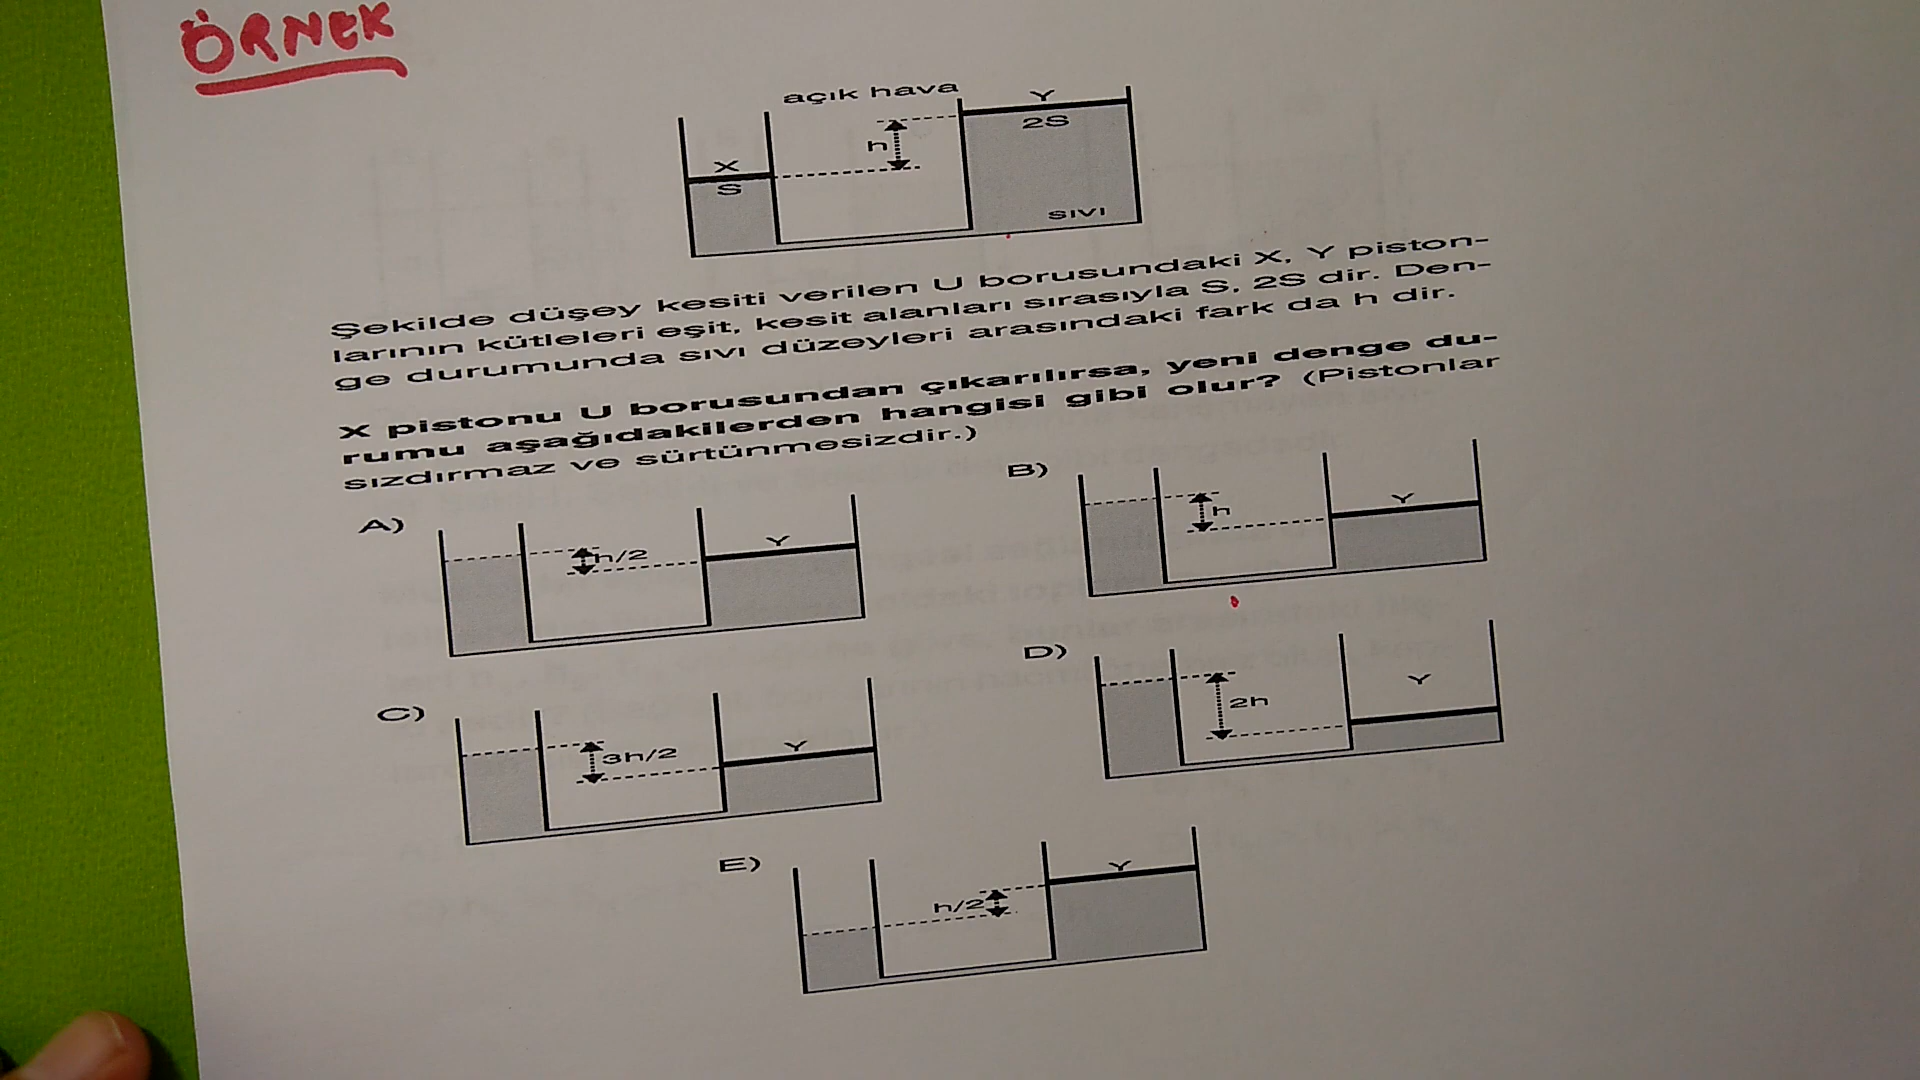 ÖRNEK
açık hava
Y
2S
h
X
S
SIVI
Şekilde düşey kesiti verilen U borusundaki X, Y piston-
larının kütleleri eşit, kesit alanları sırasıyla S, 2S dir. Den-
ge durumunda sıvı düzeyleri arasındaki fark da h dir.
X pistonu U borusundan çıkarılırsa, yeni denge du-
rumu aşağıdakilerden hangisi gibi olur? (Pistonlar
sızdırmaz ve sürtünmesizdir.)
A)
h/2
Y
B)
h
Y
C)
3h/2
Y
D)
2h
Y
E)
h/2
Y